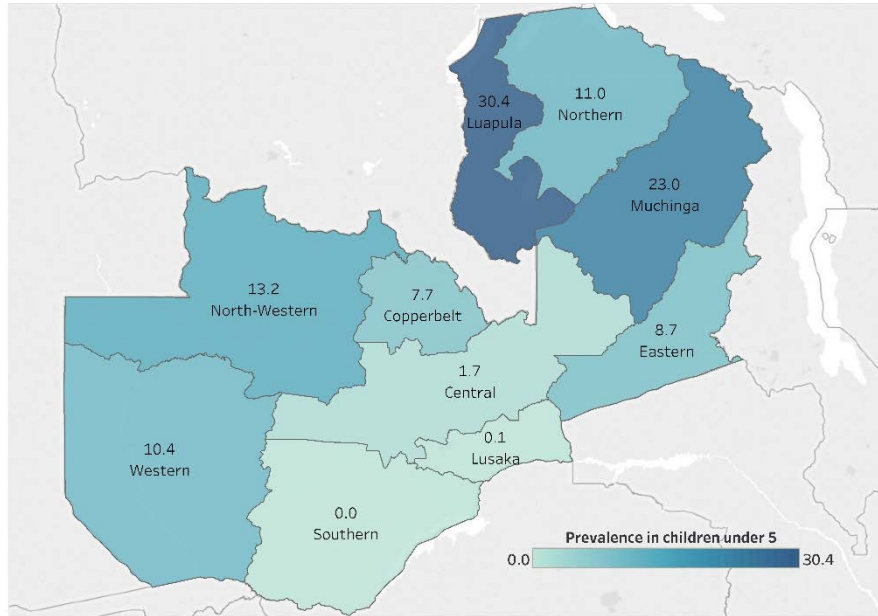 30.4
Luapula
11.0
Northern
23.0
Muchinga
13.2
North-Western
7.7
Copperbelt
8.7
Eastern
1.7
Central
10.4
Western
0.1
Lusaka
0.0
Southern
Prevalence in children under 5
0.0 30.4